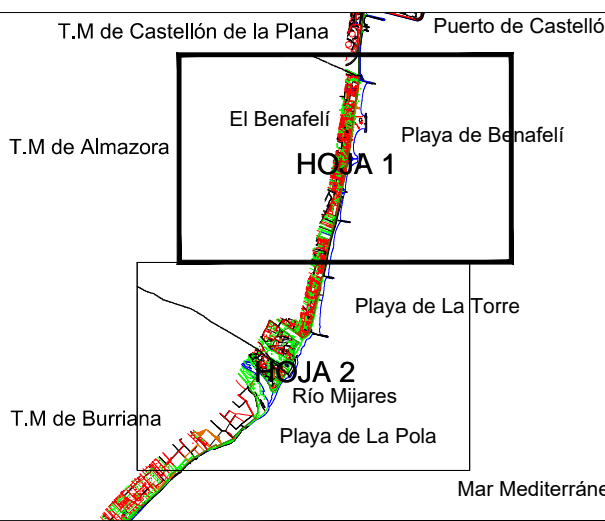 T.M de Castellón de la Plana
Puerto de Castelló
El Benafelí
Playa de Benafelí
T.M de Almazora
HOJA 1
Playa de La Torre
HOJA 2
Río Mijares
T.M de Burriana
Playa de La Pola
Mar Mediterráne